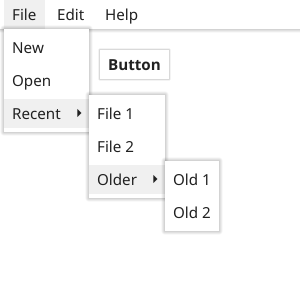 File Edit Help
New
Open
Recent
Button
File 1
File 2
Older
Old 1
Old 2